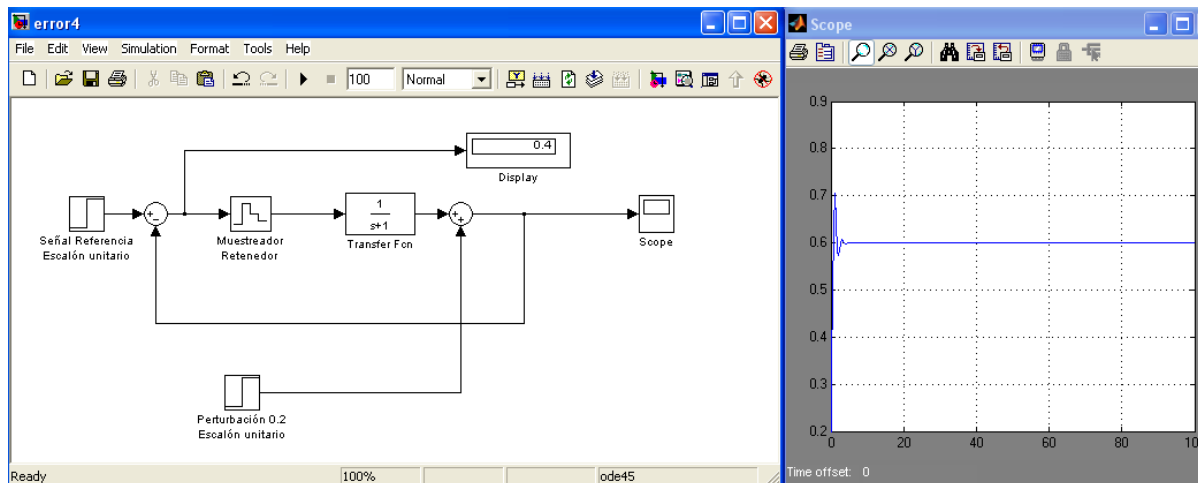 error4
File Edit View Simulation Format Tools Help
100
Normal
0.4
Display
+
-
Señal Referencia
Escalón unitario
Muestreador
Retenedor
1
s+1
Transfer Fcn
+
+
Scope
Perturbación 0.2
Escalón unitario
Ready
100%
ode45
Scope
0.9
0.8
0.7
0.6
0.5
0.4
0.3
0.2
0 20 40 60 80 100
Time offset: 0